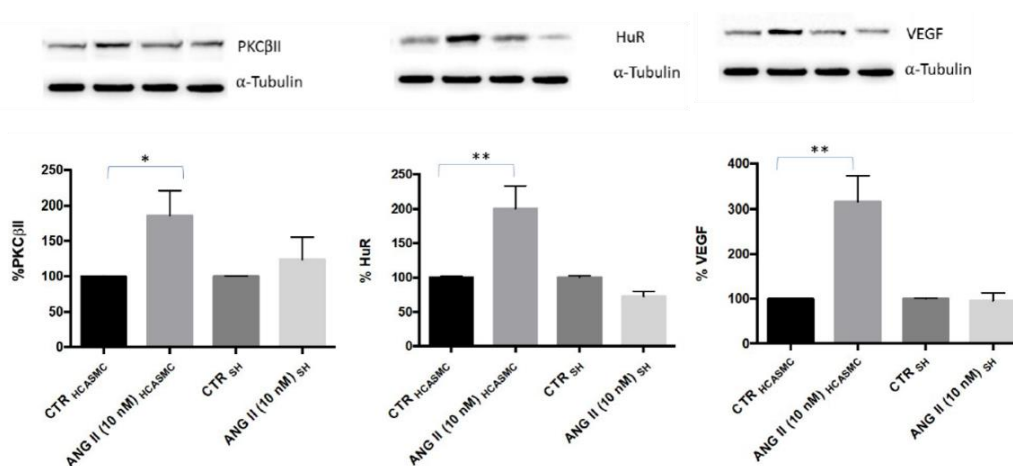 PKCβII
α-Tubulin
HuR
α-Tubulin
VEGF
α-Tubulin
%PKCβII
250
200
150
100
50
0
*
CTR HCASMC
ANG II (10 nM) HCASMC
CTR SH
ANG II (10 nM) SH
% HuR
250
200
150
100
50
0
**
CTR HCASMC
ANG II (10 nM) HCASMC
CTR SH
ANG II (10 nM) SH
% VEGF
400
300
200
100
0
**
CTR HCASMC
ANG II (10 nM) HCASMC
CTR SH
ANG II (10 nM) SH